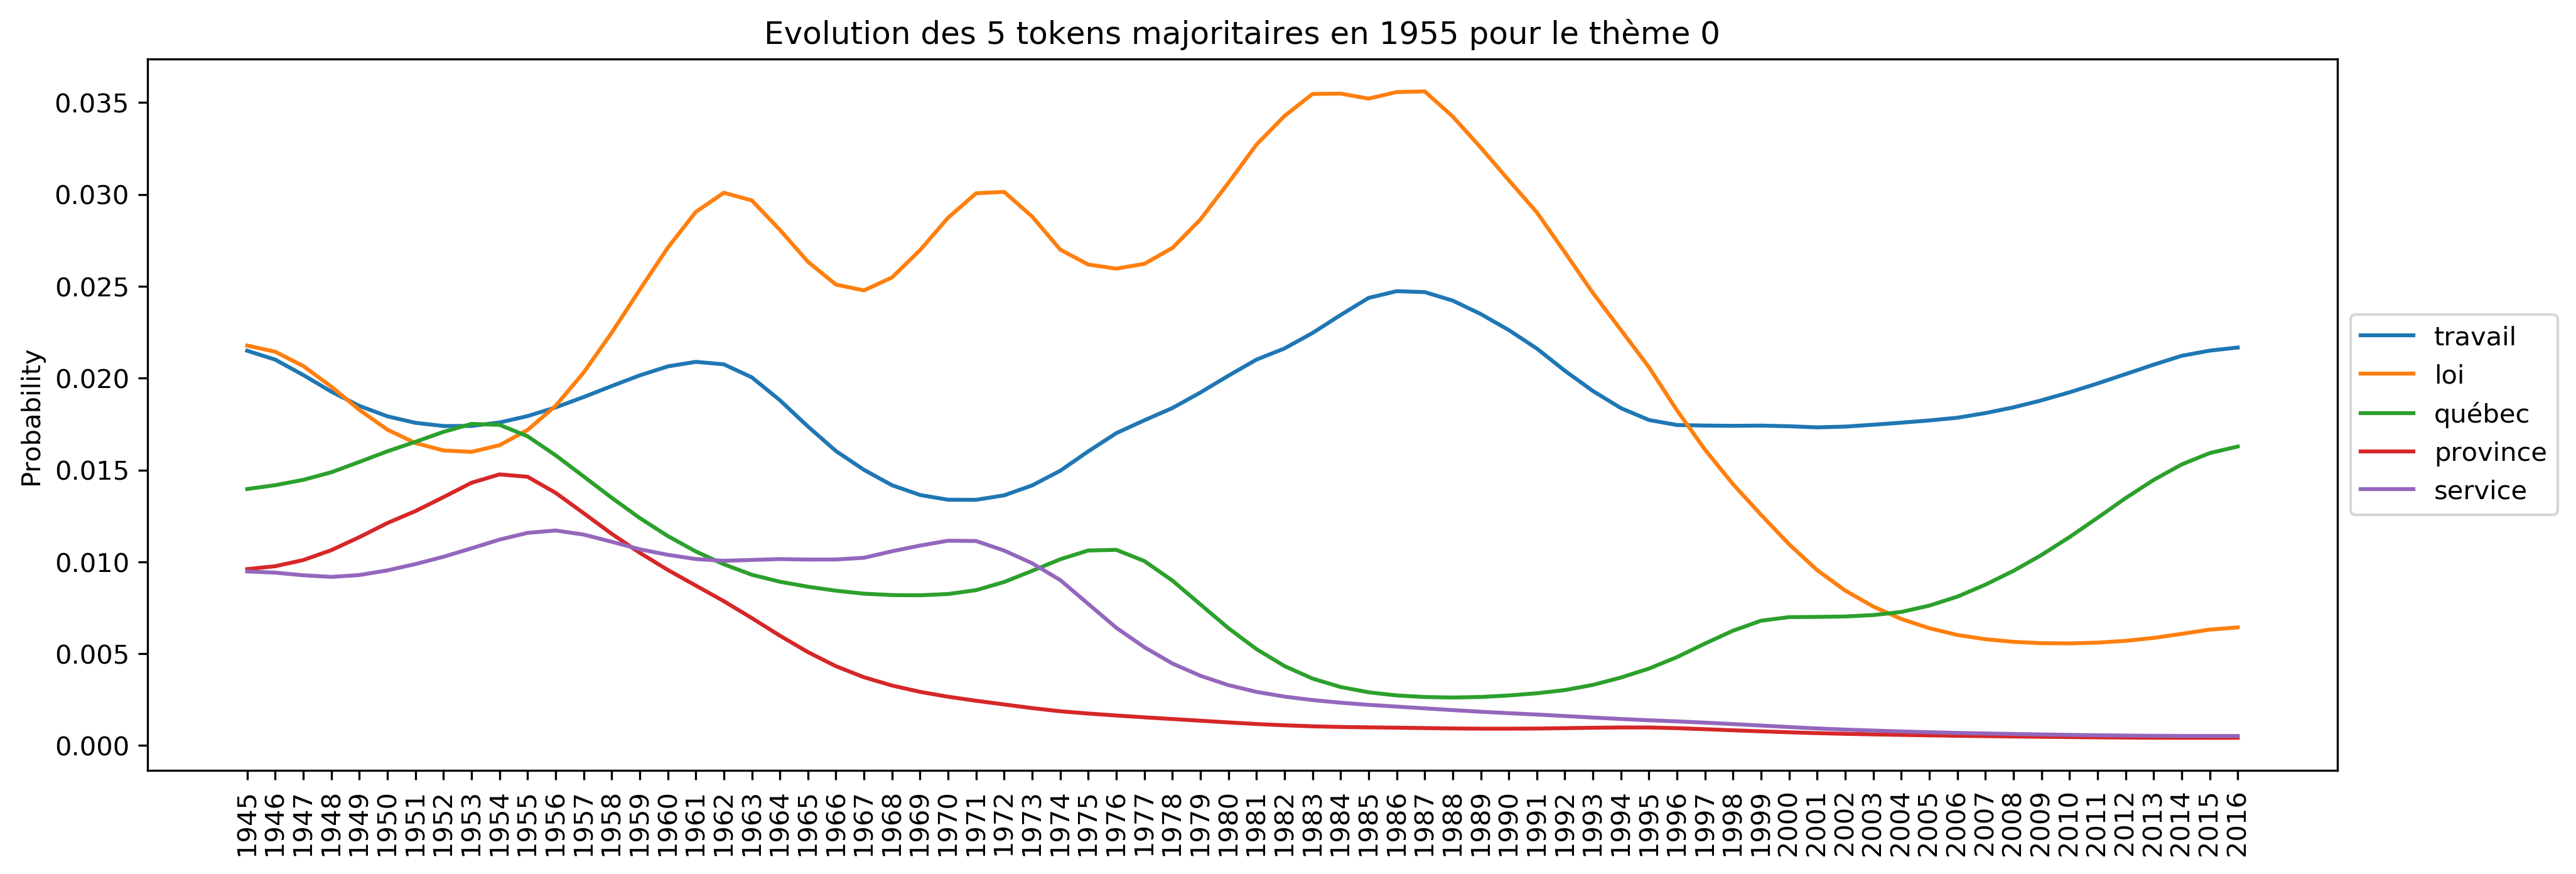 Evolution des 5 tokens majoritaires en 1955 pour le thème 0
Probability
0.035
0.030
0.025
0.020
0.015
0.010
0.005
0.000
travail
loi
québec
province
service
1945 1946 1947 1948 1949 1950 1951 1952 1953 1954 1955 1956 1957 1958 1959 1960 1961 1962 1963 1964 1965 1966 1967 1968 1969 1970 1971 1972 1973 1974 1975 1976 1977 1978 1979 1980 1981 1982 1983 1984 1985 1986 1987 1988 1989 1990 1991 1992 1993 1994 1995 1996 1997 1998 1999 2000 2001 2002 2003 2004 2005 2006 2007 2008 2009 2010 2011 2012 2013 2014 2015 2016